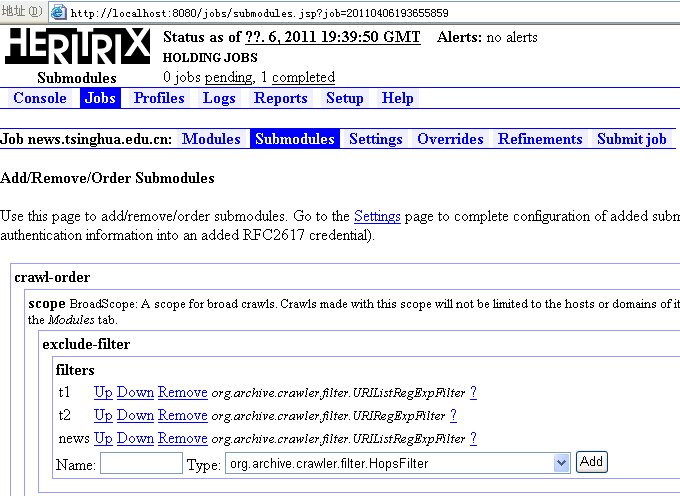 地址(D) http://localhost:8080/jobs/submodules.jsp?job=20110406193655859
HERITRIX
Submodules
Status as of ??. 6, 2011 19:39:50 GMT Alerts: no alerts
HOLDING JOBS
0 jobs pending, 1 completed
Console Jobs Profiles Logs Reports Setup Help
Job news.tsinghua.edu.cn: Modules Submodules Settings Overrides Refinements Submit job
Add/Remove/Order Submodules
Use this page to add/remove/order submodules. Go to the Settings page to complete configuration of added subm
authentication information into an added RFC2617 credential).
crawl-order
scope BroadScope: A scope for broad crawls. Crawls made with this scope will not be limited to the hosts or domains of it
the Modules tab.
exclude-filter
filters
t1 Up Down Remove org.archive.crawler.filter.URIListRegExpFilter ?
t2 Up Down Remove org.archive.crawler.filter.URIRegExpFilter ?
news Up Down Remove org.archive.crawler.filter.URIListRegExpFilter ?
Name: Type: org.archive.crawler.filter.HopsFilter Add